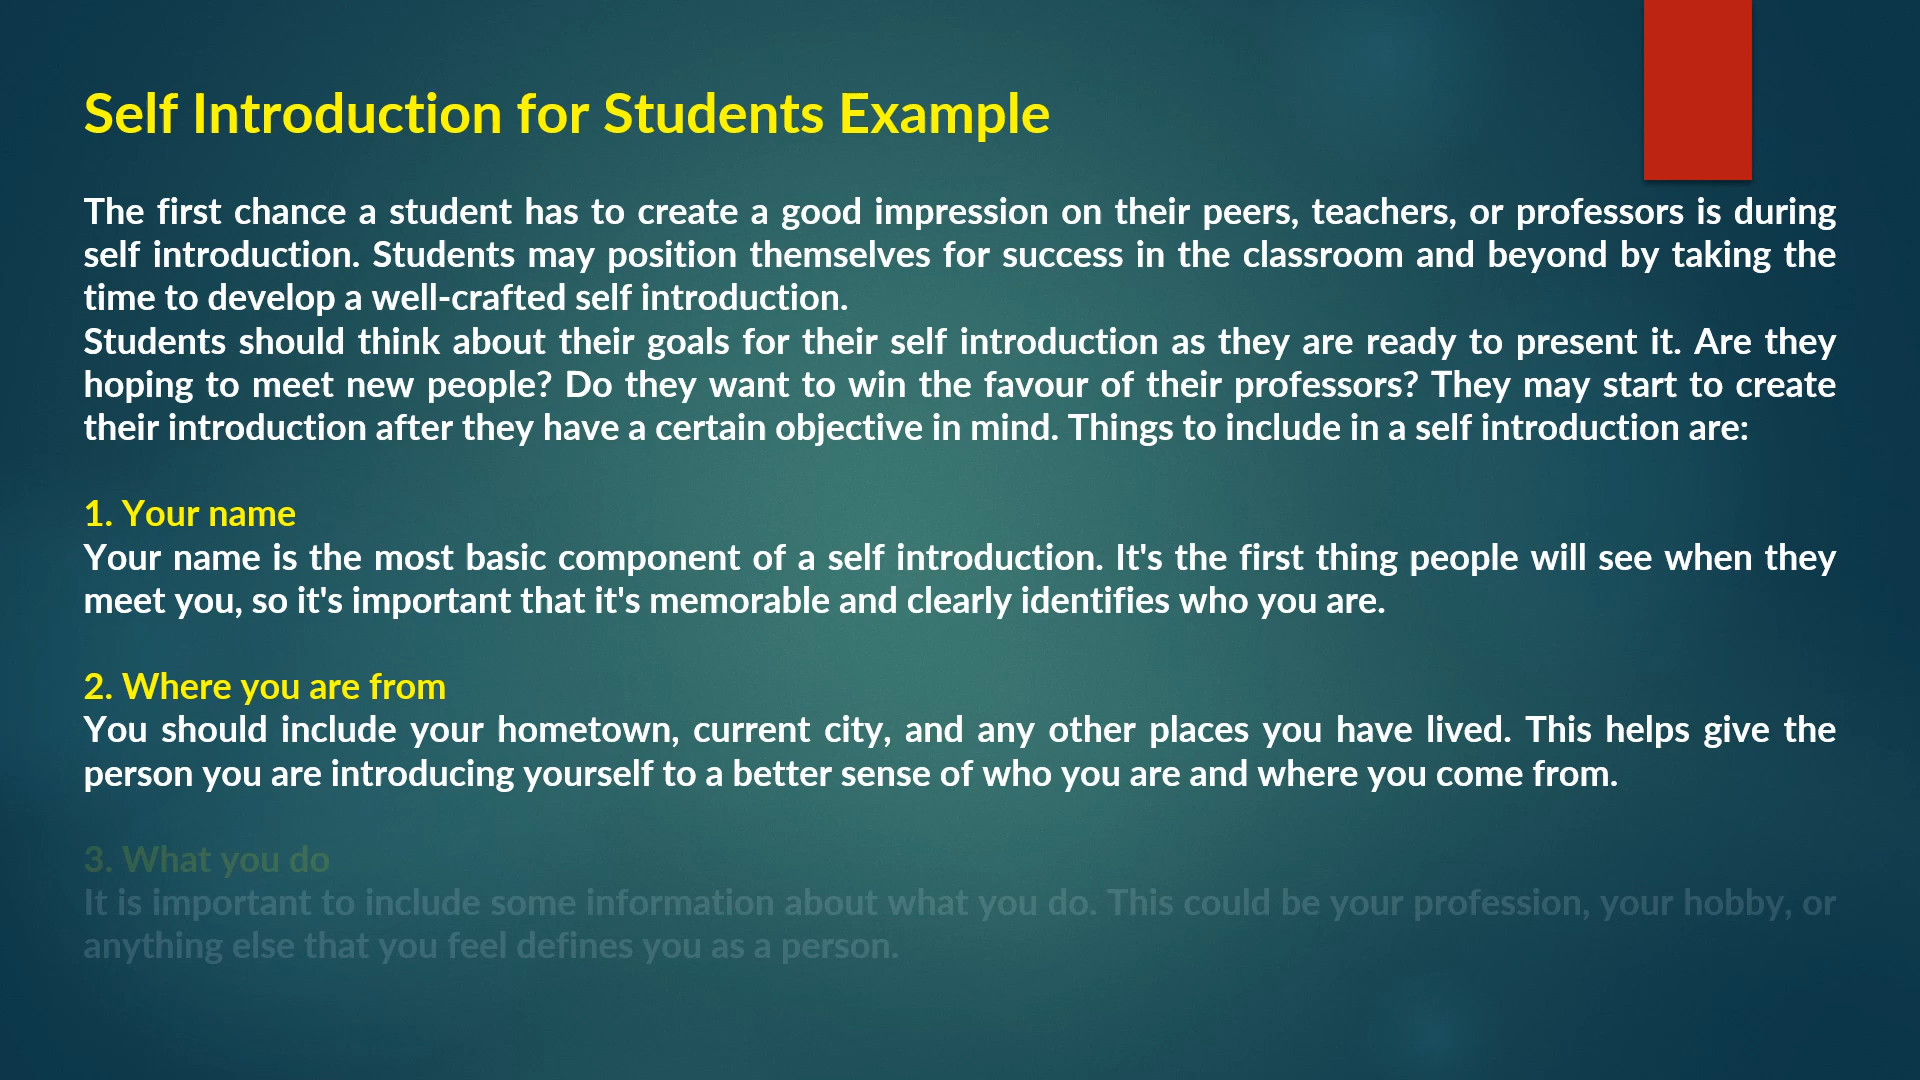 Self Introduction for Students Example
The first chance a student has to create a good impression on their peers, teachers, or professors is during
self introduction. Students may position themselves for success in the classroom and beyond by taking the
time to develop a well-crafted self introduction.
Students should think about their goals for their self introduction as they are ready to present it. Are they
hoping to meet new people? Do they want to win the favour of their professors? They may start to create
their introduction after they have a certain objective in mind. Things to include in a self introduction are:
1. Your name
Your name is the most basic component of a self introduction. It's the first thing people will see when they
meet you, so it's important that it's memorable and clearly identifies who you are.
2. Where you are from
You should include your hometown, current city, and any other places you have lived. This helps give the
person you are introducing yourself to a better sense of who you are and where you come from.
3. What you do
It is important to include some information about what you do. This could be your profession, your hobby, or
anything else that you feel defines you as a person.